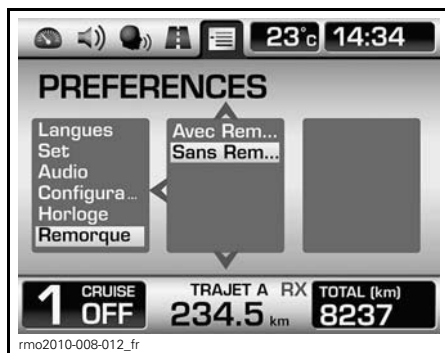 23°c 14:34
PREFERENCES
Langues
Set
Audio
Configura...
Horloge
Remorque
Avec Rem...
Sans Rem...
1 CRUISE OFF
TRAJET A RX
234.5 km
TOTAL (km)
8237
rmo2010-008-012_fr